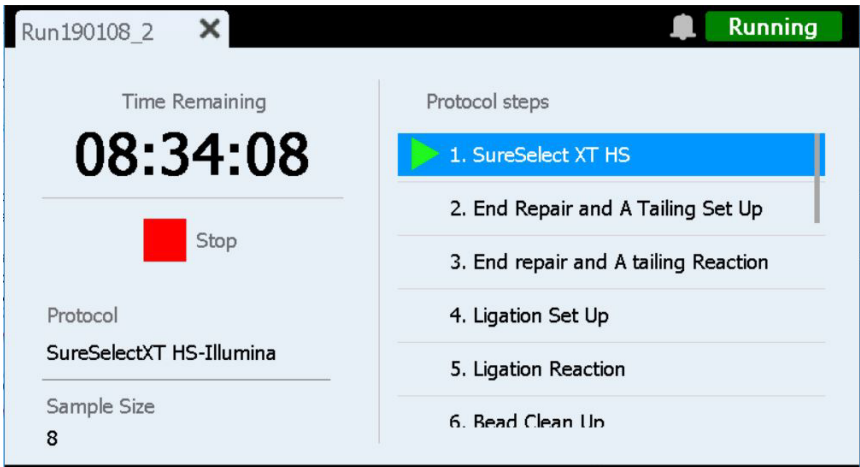 Run190108_2
Running
Time Remaining
08:34:08
Stop
Protocol
SureSelectXT HS-Illumina
Sample Size
8
Protocol steps
1. SureSelect XT HS
2. End Repair and A Tailing Set Up
3. End repair and A tailing Reaction
4. Ligation Set Up
5. Ligation Reaction
6. Bead Clean Up